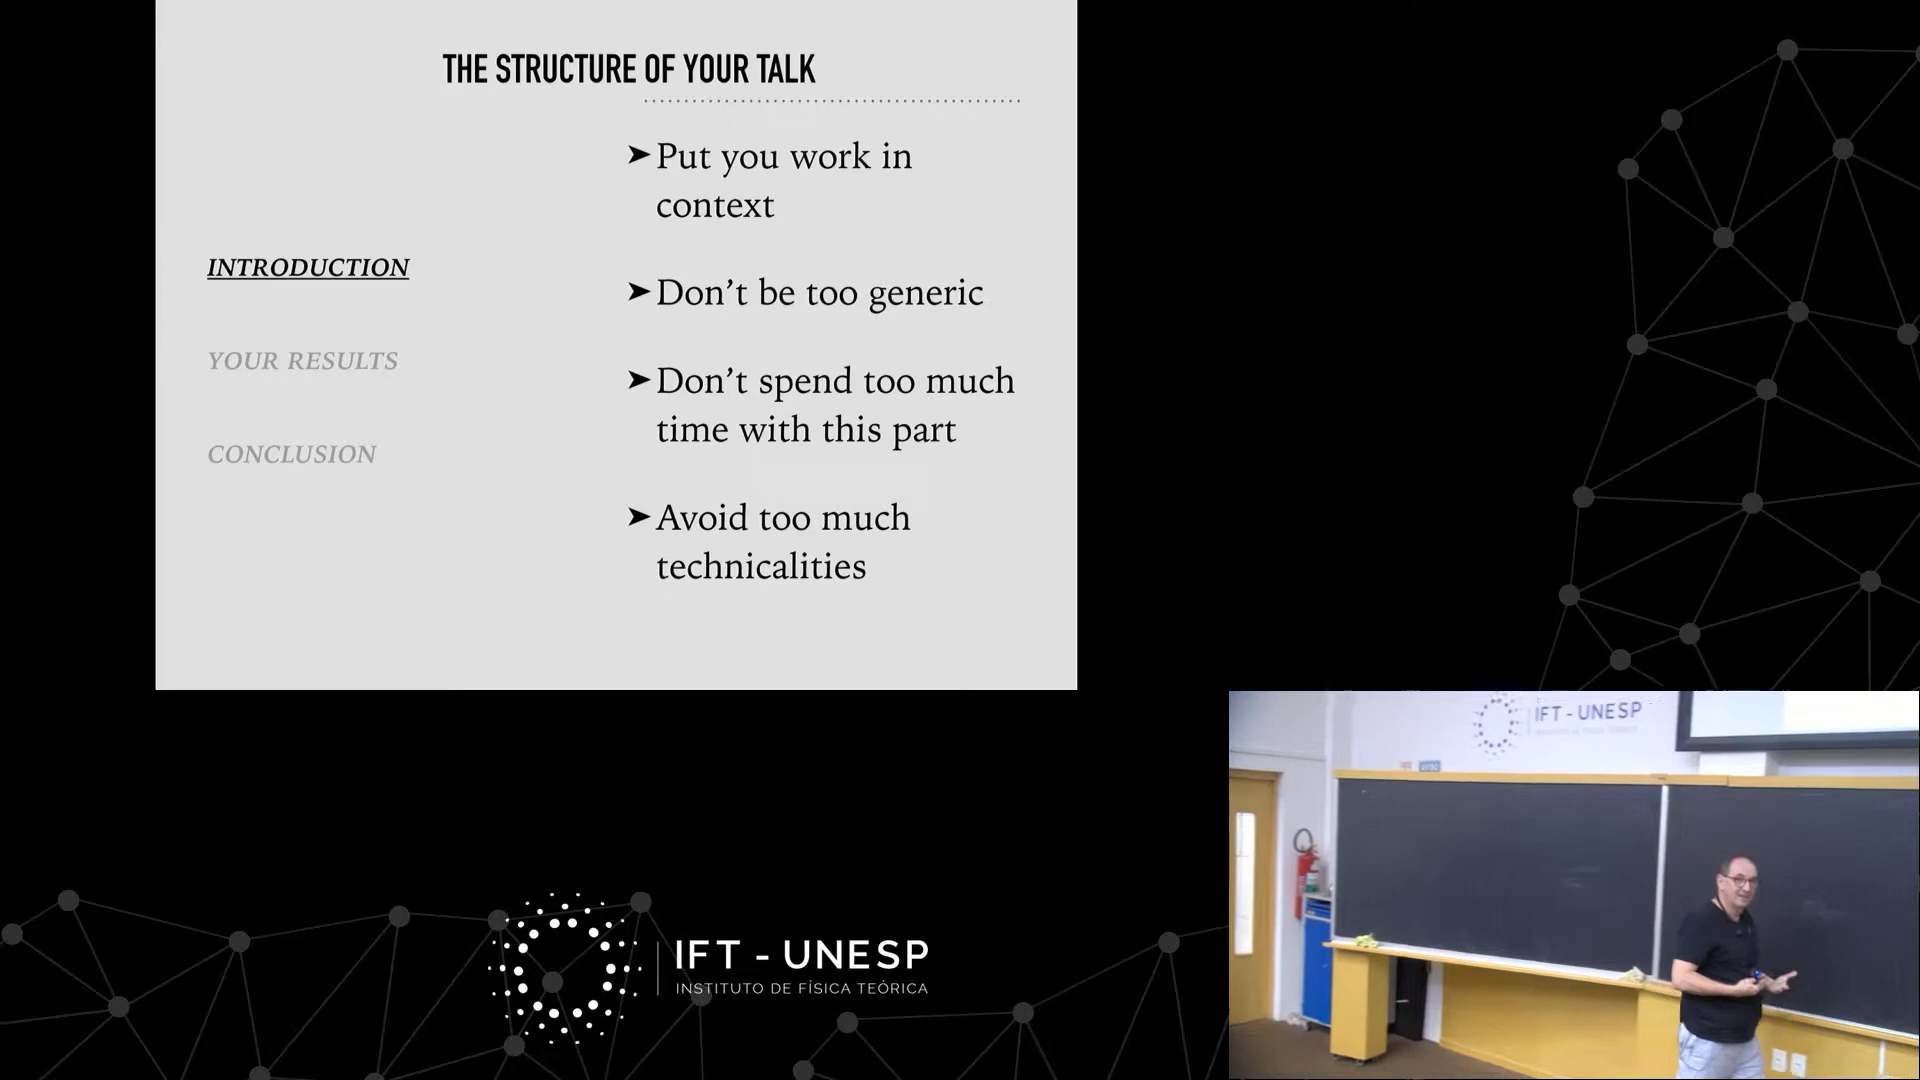 THE STRUCTURE OF YOUR TALK
➤ Put you work in
context
INTRODUCTION
➤ Don’t be too generic
YOUR RESULTS
➤ Don’t spend too much
time with this part
CONCLUSION
➤ Avoid too much
technicalities
IFT - UNESP
IFT - UNESP
INSTITUTO DE FÍSICA TEÓRICA